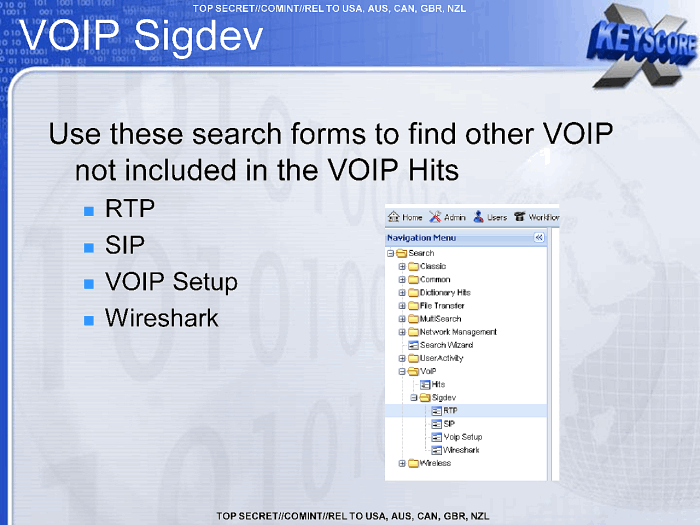 TOP SECRET//COMINT//REL TO USA, AUS, CAN, GBR, NZL
VOIP Sigdev
X KEYSCORE
Use these search forms to find other VOIP
not included in the VOIP Hits
RTP
SIP
VOIP Setup
Wireshark
Home Admin Users Workflow
Navigation Menu
Search
Classic
Common
Dictionary Hits
File Transfer
MultiSearch
Network Management
Search Wizard
UserActivity
VoIP
Hits
Sigdev
RTP
SIP
Voip Setup
Wireshark
Wireless
TOP SECRET//COMINT//REL TO USA, AUS, CAN, GBR, NZL